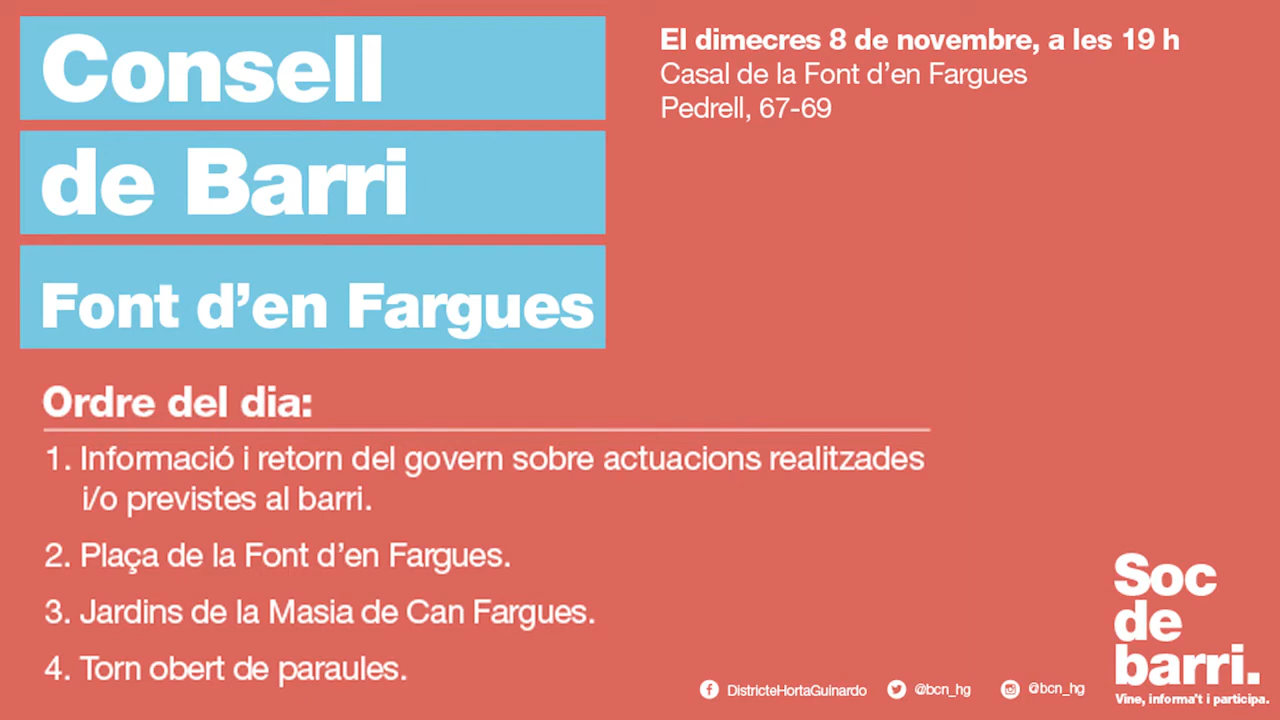 Consell
de Barri
Font d’en Fargues
El dimecres 8 de novembre, a les 19 h
Casal de la Font d’en Fargues
Pedrell, 67-69
Ordre del dia:
1. Informació i retorn del govern sobre actuacions realitzades
i/o previstes al barri.
2. Plaça de la Font d’en Fargues.
3. Jardins de la Masia de Can Fargues.
4. Torn obert de paraules.
DistricteHortaGuinardo
@bcn_hg
@bcn_hg
Soc
de
barri.
Vine, informa’t i participa.